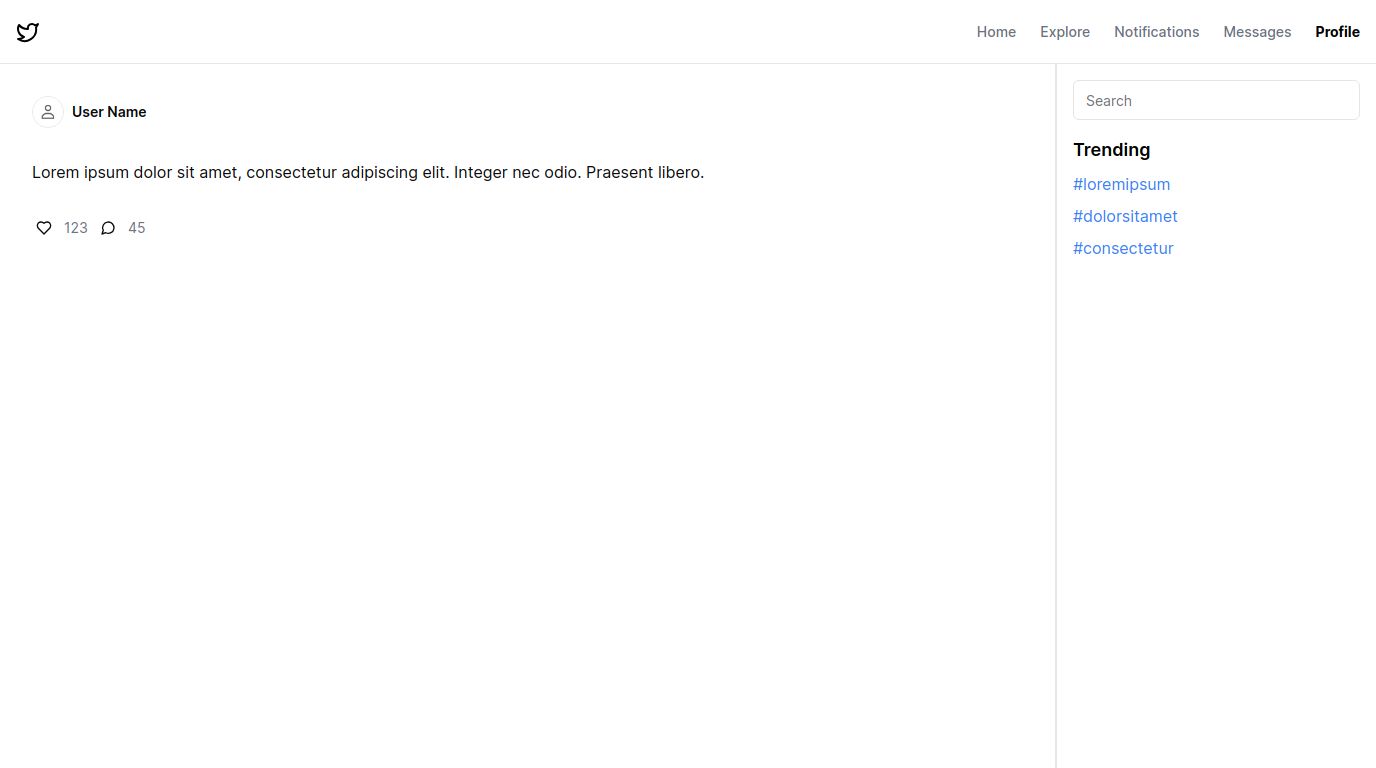 Home Explore Notifications Messages Profile
User Name
Lorem ipsum dolor sit amet, consectetur adipiscing elit. Integer nec odio. Praesent libero.
123 45
Search
Trending
#loremipsum
#dolorsitamet
#consectetur